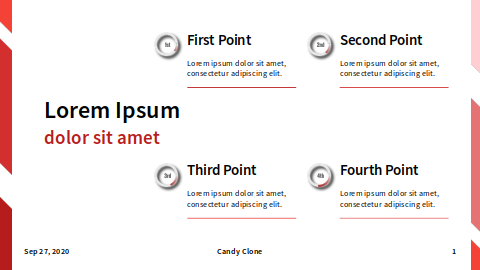 1st
First Point
Lorem ipsum dolor sit amet,
consectetur adipiscing elit.
2nd
Second Point
Lorem ipsum dolor sit amet,
consectetur adipiscing elit.
Lorem Ipsum
dolor sit amet
3rd
Third Point
Lorem ipsum dolor sit amet,
consectetur adipiscing elit.
4th
Fourth Point
Lorem ipsum dolor sit amet,
consectetur adipiscing elit.
Sep 27, 2020
Candy Clone
1